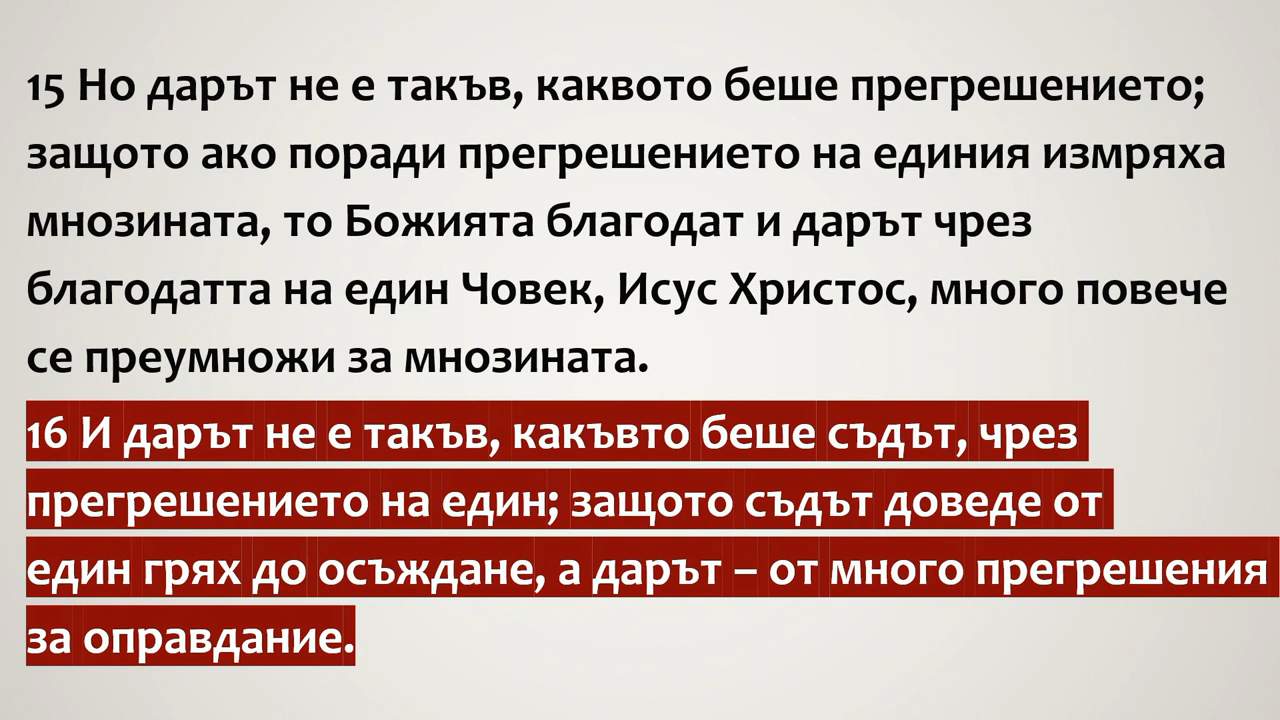 15 Но дарът не е такъв, каквото беше прегрешението;
защото ако поради прегрешението на единия измряха
мнозината, то Божията благодат и дарът чрез
благодатта на един Човек, Исус Христос, много повече
се преумножи за мнозината.
16 И дарът не е такъв, какъвто беше съдът, чрез
прегрешението на един; защото съдът доведе от
един грях до осъждане, а дарът – от много прегрешения
за оправдание.